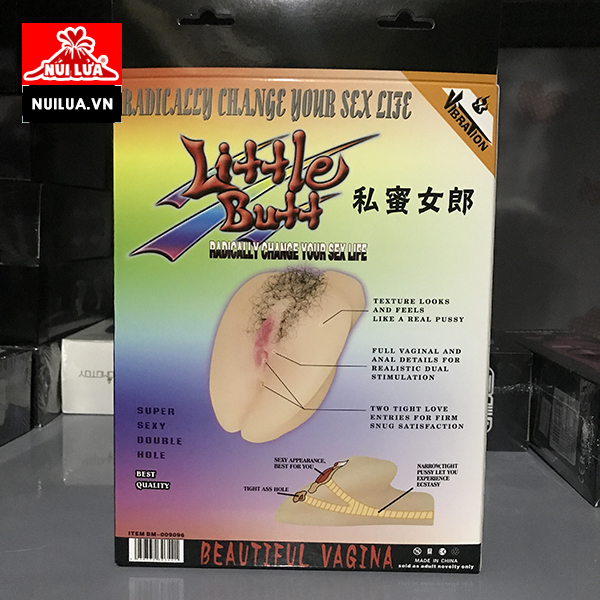 NÚI LỬA
NUILUA.VN
RADICALLY CHANGE YOUR SEX LIFE
VIBRATION
Little
Butt
私蜜女郎
RADICALLY CHANGE YOUR SEX LIFE
TEXTURE LOOKS
AND FEELS
LIKE A REAL PUSSY
FULL VAGINAL AND
ANAL DETAILS FOR
REALISTIC DUAL
STIMULATION
TWO TIGHT LOVE
ENTRIES FOR FIRM
SNUG SATISFACTION
SUPER
SEXY
DOUBLE
HOLE
BEST
QUALITY
SEXY APPEARANCE,
BEST FOR YOU
TIGHT ASS HOLE
NARROW,TIGHT
PUSSY LET YOU
EXPERIENCE
ECSTASY
ITEM BM-009096
BEAUTIFUL VAGINA
MADE IN CHINA
sold as adult novelty only